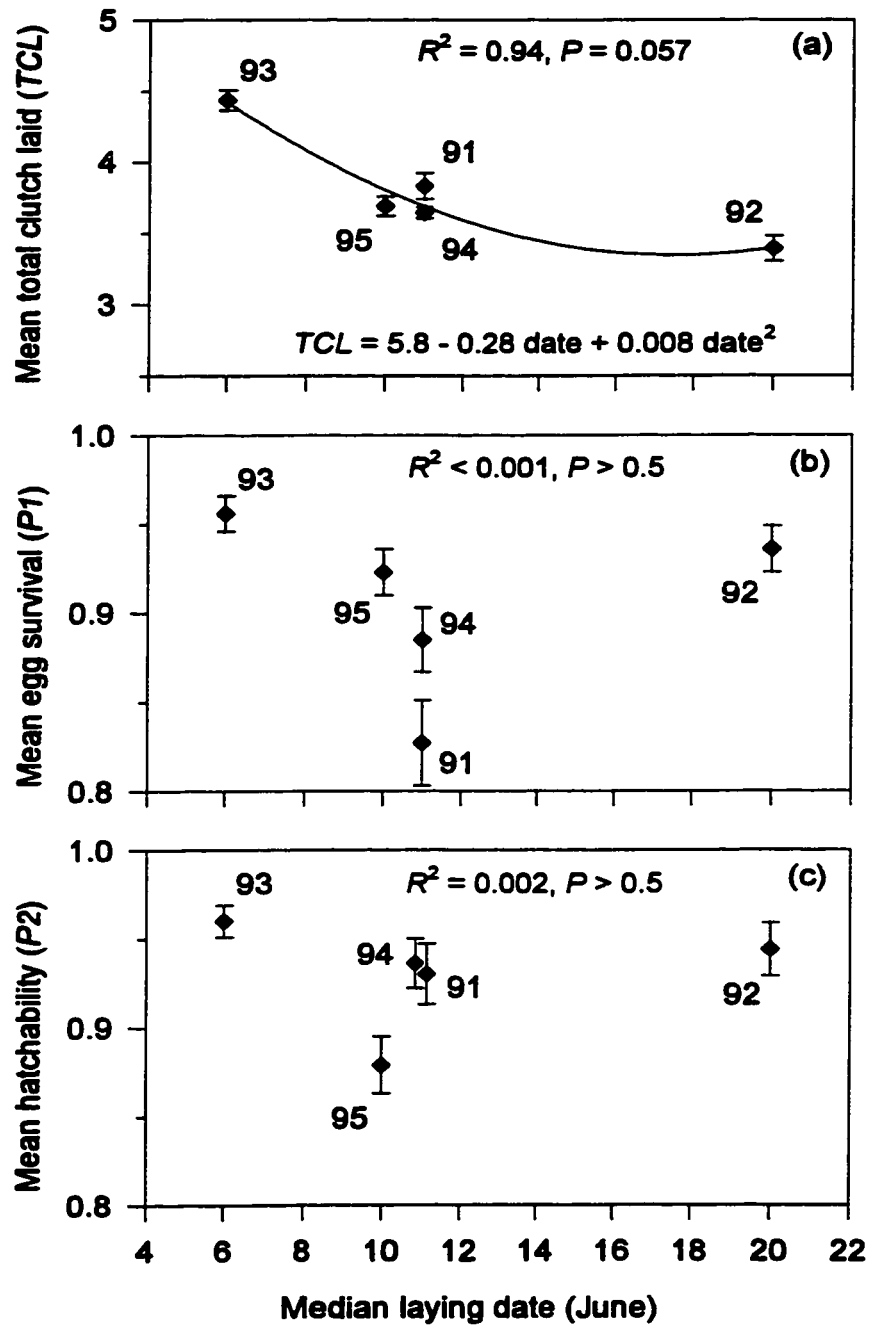 Mean total clutch laid (TCL)
5
4
3
R² = 0.94, P = 0.057
(a)
93
91
95
94
92
TCL = 5.8 - 0.28 date + 0.008 date²
Mean egg survival (P1)
1.0
0.9
0.8
R² < 0.001, P > 0.5
(b)
93
95
94
91
92
Mean hatchability (P2)
1.0
0.9
0.8
R² = 0.002, P > 0.5
(c)
93
94
91
95
92
4 6 8 10 12 14 16 18 20 22
Median laying date (June)